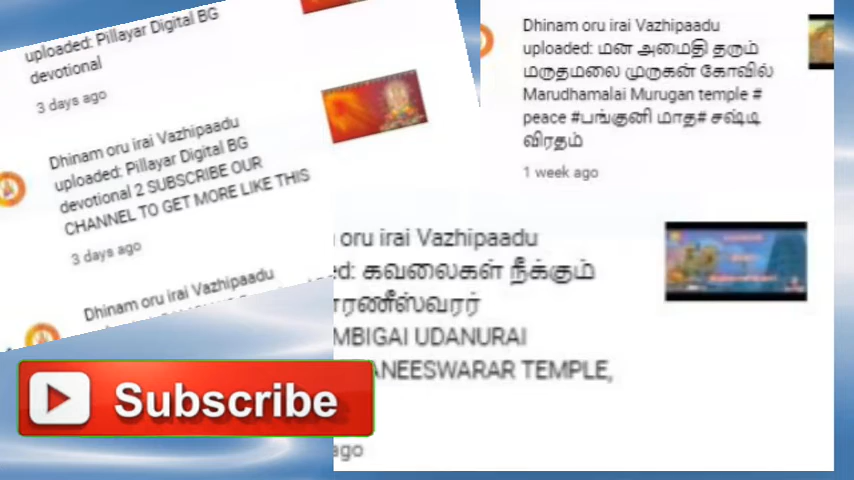 uploaded: Pillayar Digital BG
devotional
3 days ago
Dhinam oru irai Vazhipaadu
uploaded: Pillayar Digital BG
devotional 2 SUBSCRIBE OUR
CHANNEL TO GET MORE LIKE THIS
3 days ago
Dhinam oru irai Vazhipaadu
Subscribe
Dhinam oru irai Vazhipaadu
uploaded: மன அமைதி தரும்
மருதமலை முருகன் கோவில்
Marudhamalai Murugan temple #
peace #பங்குனி மாத# சஷ்டி
விரதம்
1 week ago
oru irai Vazhipaadu
ed: கவலைகள் நீக்கும்
ரணீஸ்வரர்
MBIGAI UDANURAI
ANEESWARAR TEMPLE,
ago